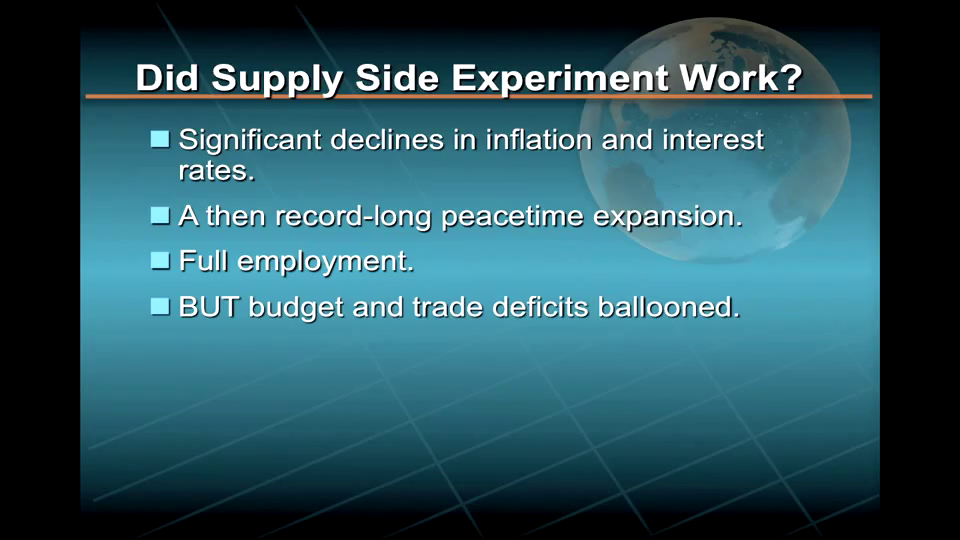 Did Supply Side Experiment Work?
Significant declines in inflation and interest
rates.
A then record-long peacetime expansion.
Full employment.
BUT budget and trade deficits ballooned.